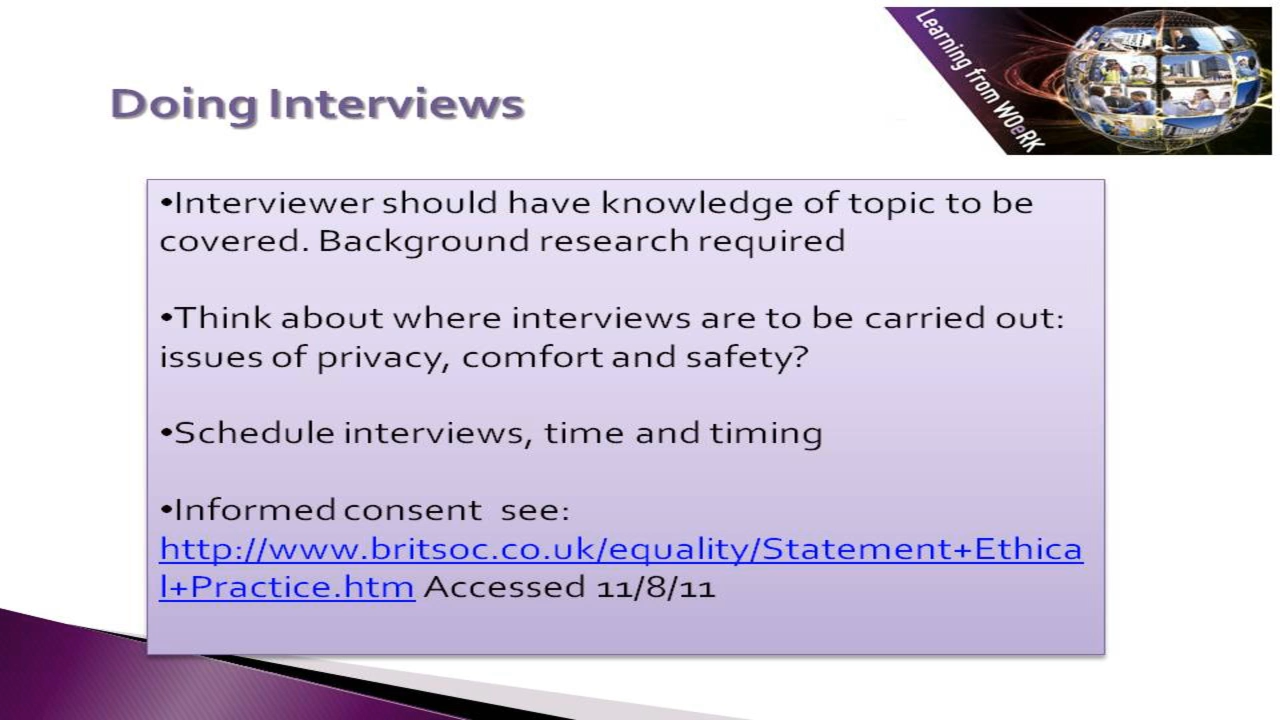 Learning from WOeRK
Doing Interviews
•Interviewer should have knowledge of topic to be
covered. Background research required
•Think about where interviews are to be carried out:
issues of privacy, comfort and safety?
•Schedule interviews, time and timing
•Informed consent  see:
http://www.britsoc.co.uk/equality/Statement+Ethica
l+Practice.htm Accessed 11/8/11